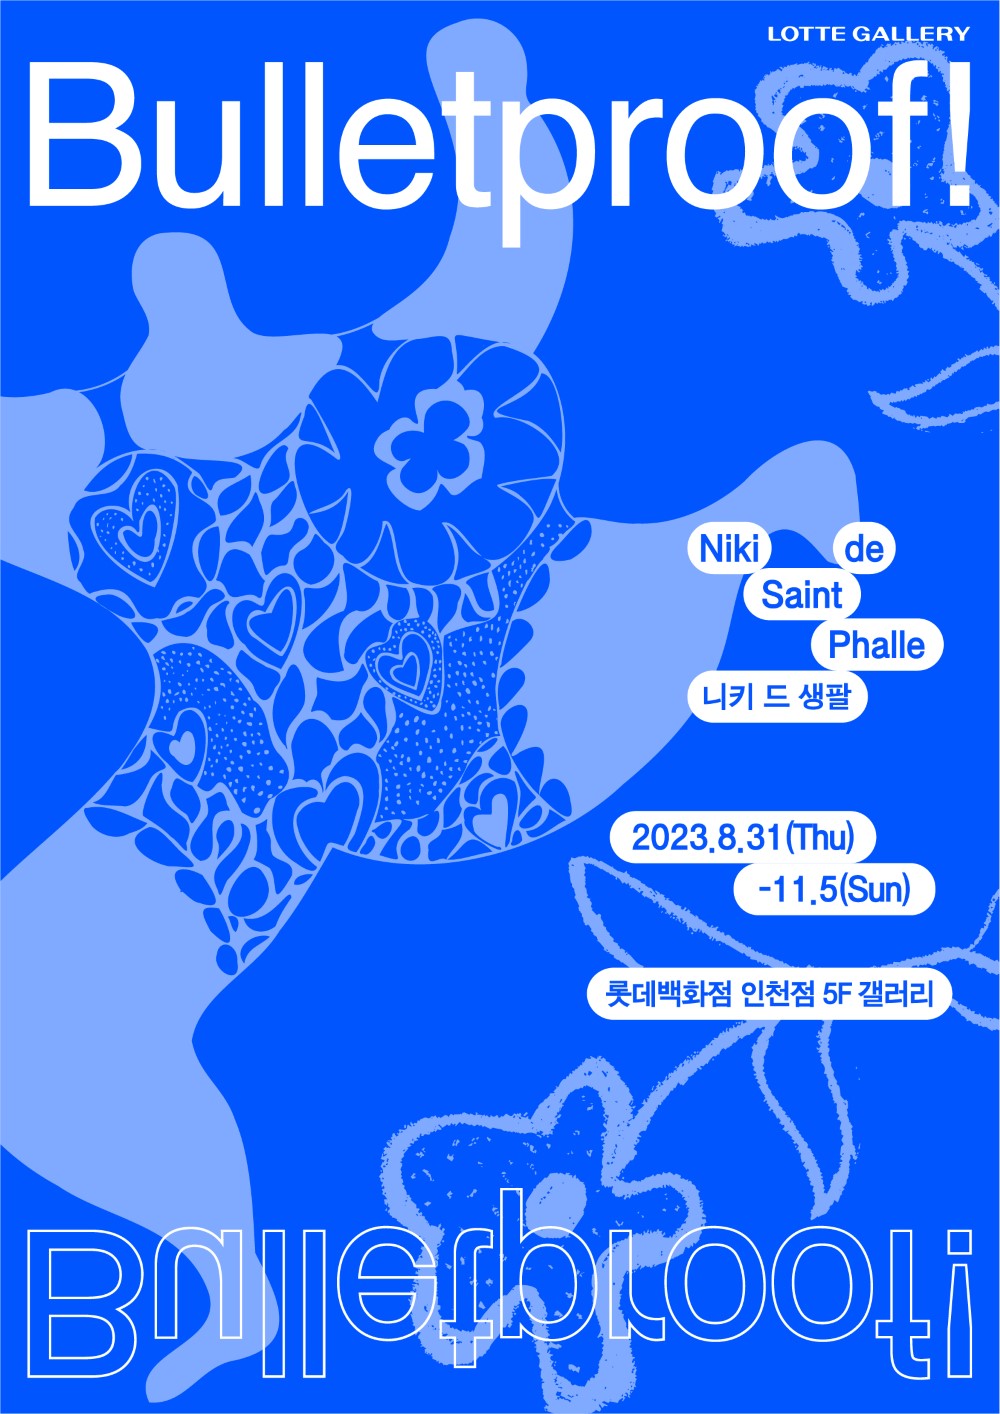 LOTTE GALLERY
Bulletproof!
Niki de
Saint
Phalle
니키 드 생팔
2023.8.31(Thu)
-11.5(Sun)
롯데백화점 인천점 5F 갤러리
Bulletproof!